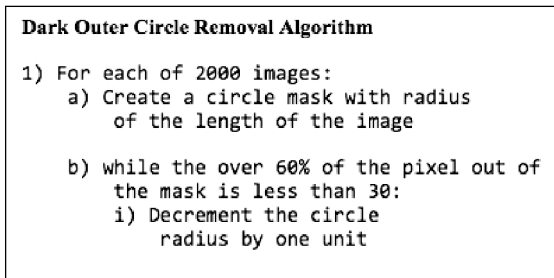 Dark Outer Circle Removal Algorithm
1) For each of 2000 images:
a) Create a circle mask with radius
of the length of the image
b) while the over 60% of the pixel out of
the mask is less than 30:
i) Decrement the circle
radius by one unit